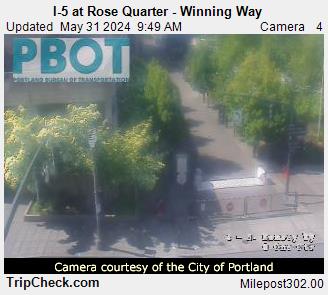 I-5 at Rose Quarter - Winning Way
Updated May 31 2024 9:49 AM Camera 4
PBOT
PORTLAND BUREAU OF TRANSPORTATION
Camera courtesy of the City of Portland
TripCheck.com Milepost302.00